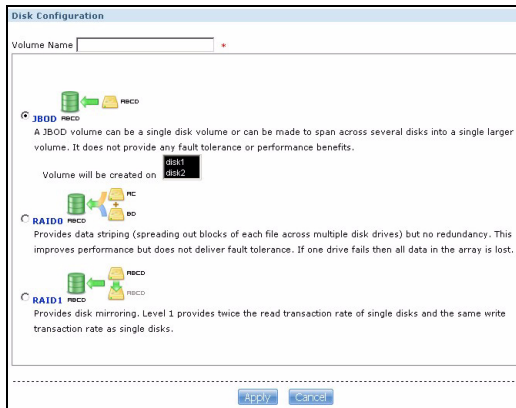 Disk Configuration
Volume Name *
ABCD
JBOD ABCD
A JBOD volume can be a single disk volume or can be made to span across several disks into a single larger
volume. It does not provide any fault tolerance or performance benefits.
Volume will be created on
disk1
disk2
AC
RAID0 ABCD
BD
Provides data striping (spreading out blocks of each file across multiple disk drives) but no redundancy. This
improves performance but does not deliver fault tolerance. If one drive fails then all data in the array is lost.
ABCD
RAID1 ABCD
ABCD
Provides disk mirroring. Level 1 provides twice the read transaction rate of single disks and the same write
transaction rate as single disks.
Apply Cancel